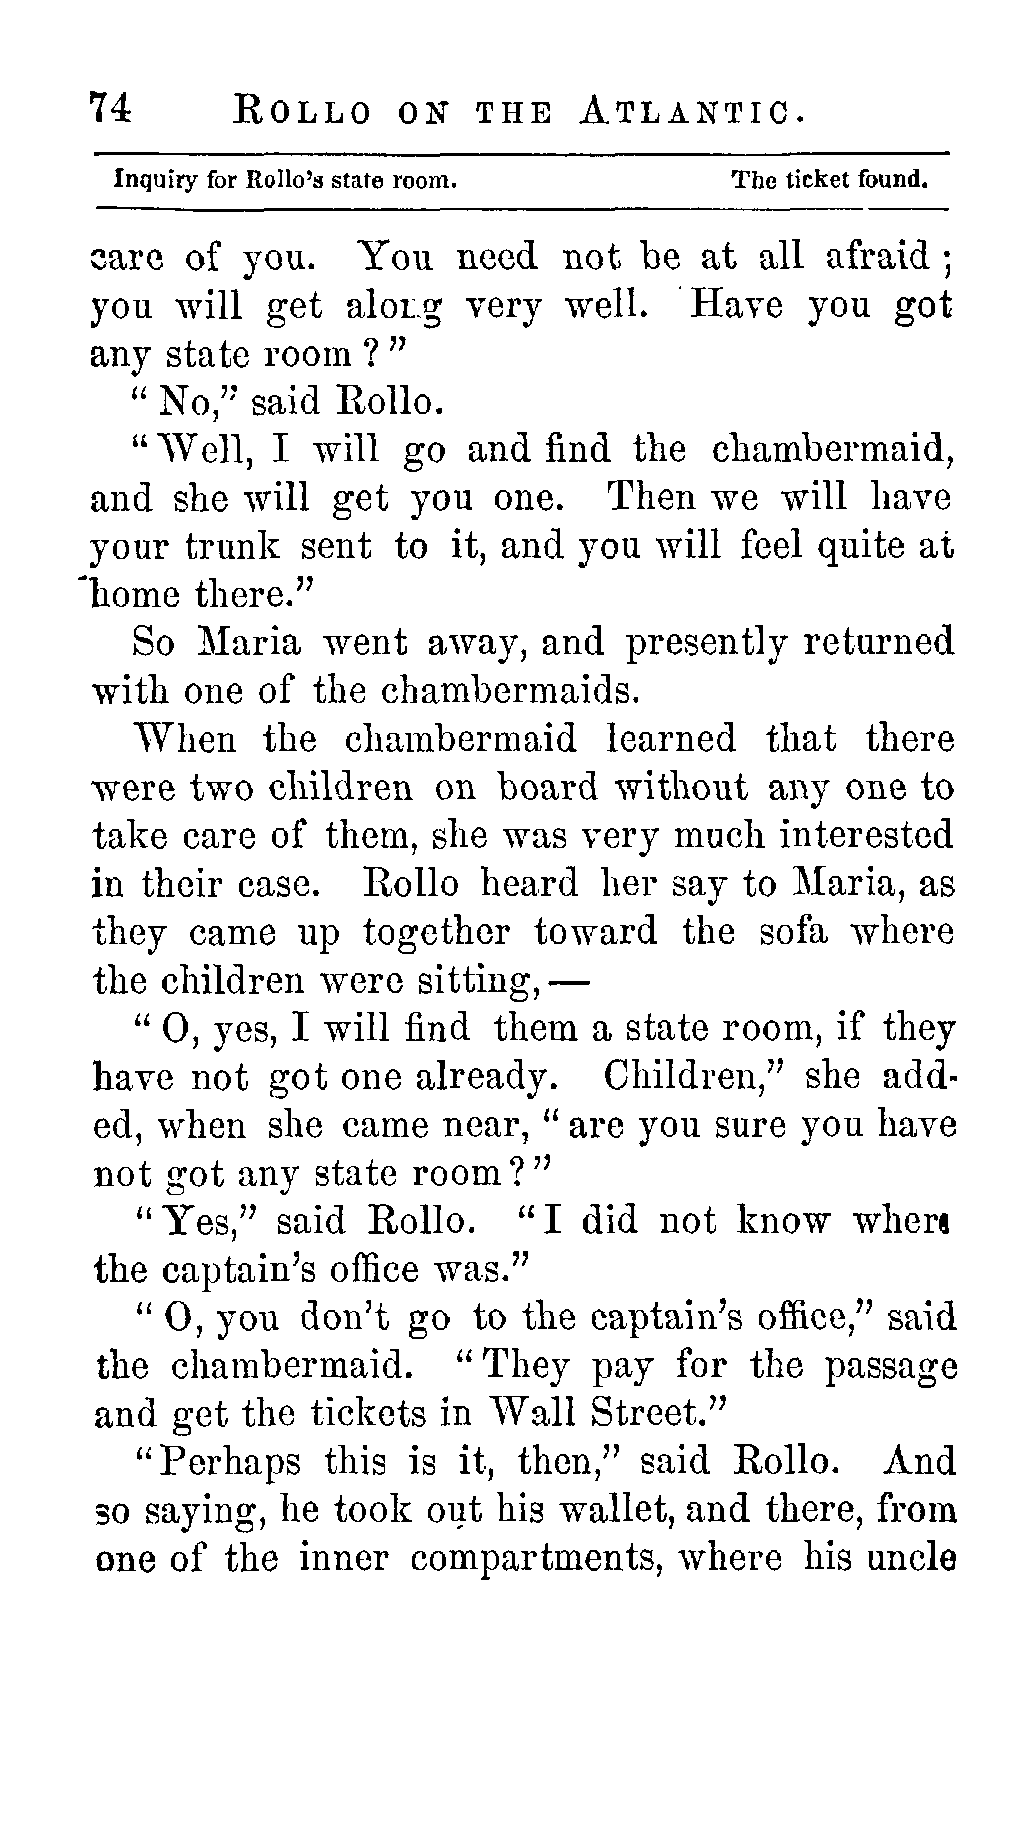 74 ROLLO ON THE ATLANTIC.
Inquiry for Rollo's state room. The ticket found.
care of you. You need not be at all afraid ;
you will get along very well. Have you got
any state room ? "
" No," said Rollo.
" Well, I will go and find the chambermaid,
and she will get you one. Then we will have
your trunk sent to it, and you will feel quite at
home there."
So Maria went away, and presently returned
with one of the chambermaids.
When the chambermaid learned that there
were two children on board without any one to
take care of them, she was very much interested
in their case. Rollo heard her say to Maria, as
they came up together toward the sofa where
the children were sitting, —
" O, yes, I will find them a state room, if they
have not got one already. Children," she add-
ed, when she came near, " are you sure you have
not got any state room ? "
" Yes," said Rollo. " I did not know where
the captain's office was."
" O, you don't go to the captain's office," said
the chambermaid. " They pay for the passage
and get the tickets in Wall Street."
" Perhaps this is it, then," said Rollo. And
so saying, he took out his wallet, and there, from
one of the inner compartments, where his uncle